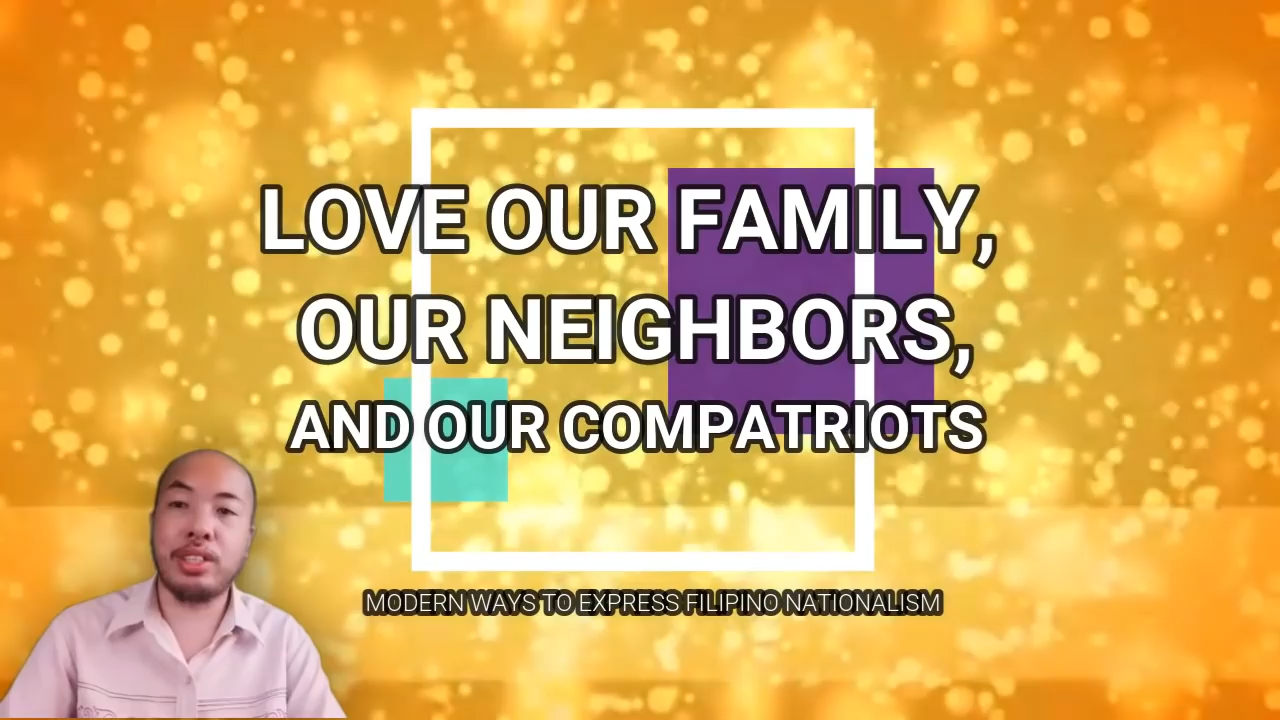 LOVE OUR FAMILY,
OUR NEIGHBORS,
AND OUR COMPATRIOTS
MODERN WAYS TO EXPRESS FILIPINO NATIONALISM